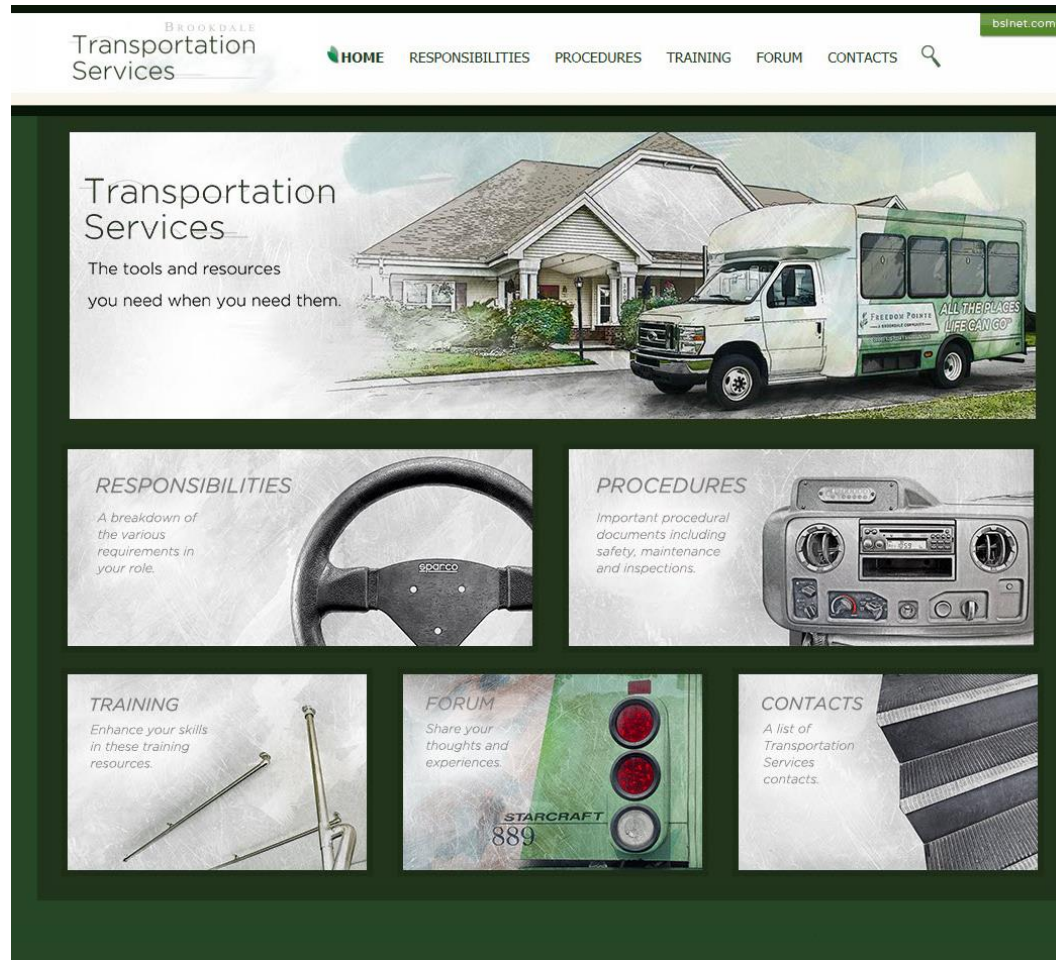 bslnet.com
BROOKDALE
Transportation
Services
HOME RESPONSIBILITIES PROCEDURES TRAINING FORUM CONTACTS
Transportation
Services
The tools and resources
you need when you need them.
FREEDOM POINTE
ALL THE PLACES
LIFE CAN GO
RESPONSIBILITIES
A breakdown of
the various
requirements in
your role.
sparco
PROCEDURES
Important procedural
documents including
safety, maintenance
and inspections.
TRAINING
Enhance your skills
in these training
resources.
FORUM
Share your
thoughts and
experiences.
STARCRAFT
889
CONTACTS
A list of
Transportation
Services
contacts.